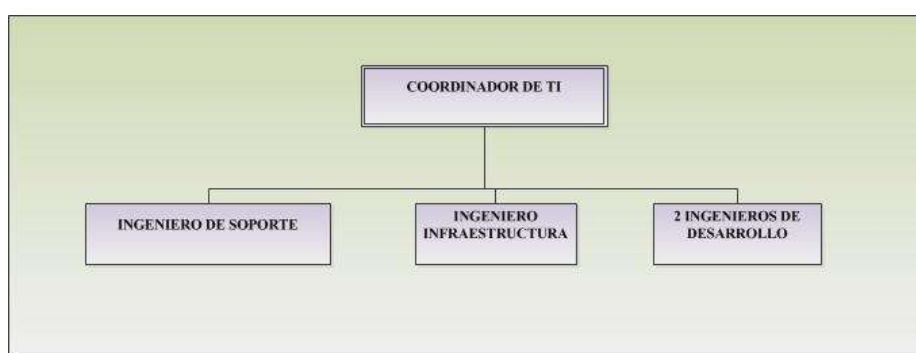 COORDINADOR DE TI
INGENIERO DE SOPORTE
INGENIERO
INFRAESTRUCTURA
2 INGENIEROS DE
DESARROLLO